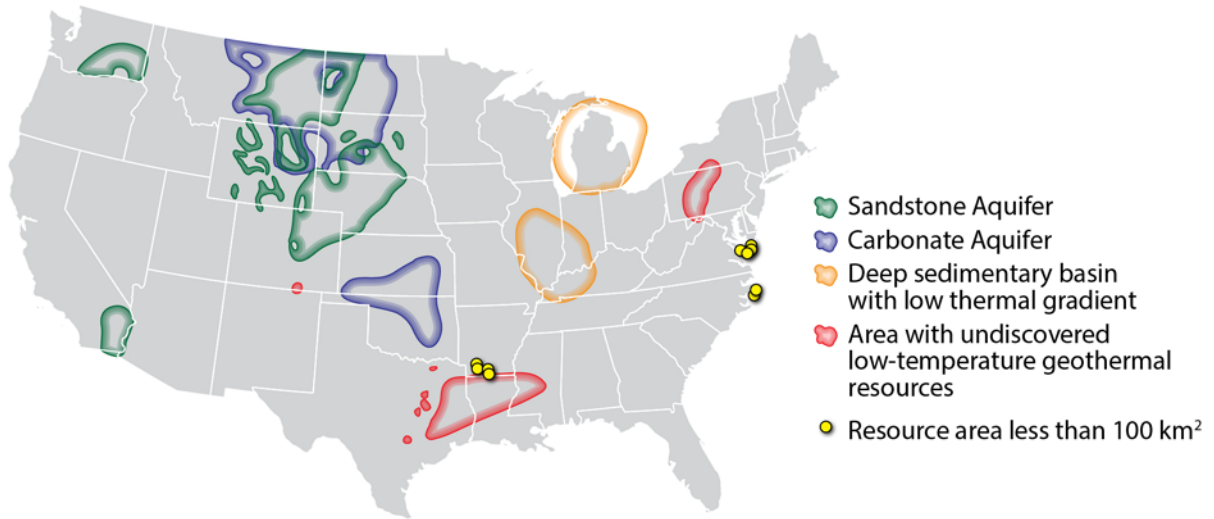 Sandstone Aquifer
Carbonate Aquifer
Deep sedimentary basin
with low thermal gradient
Area with undiscovered
low-temperature geothermal
resources
Resource area less than 100 km²